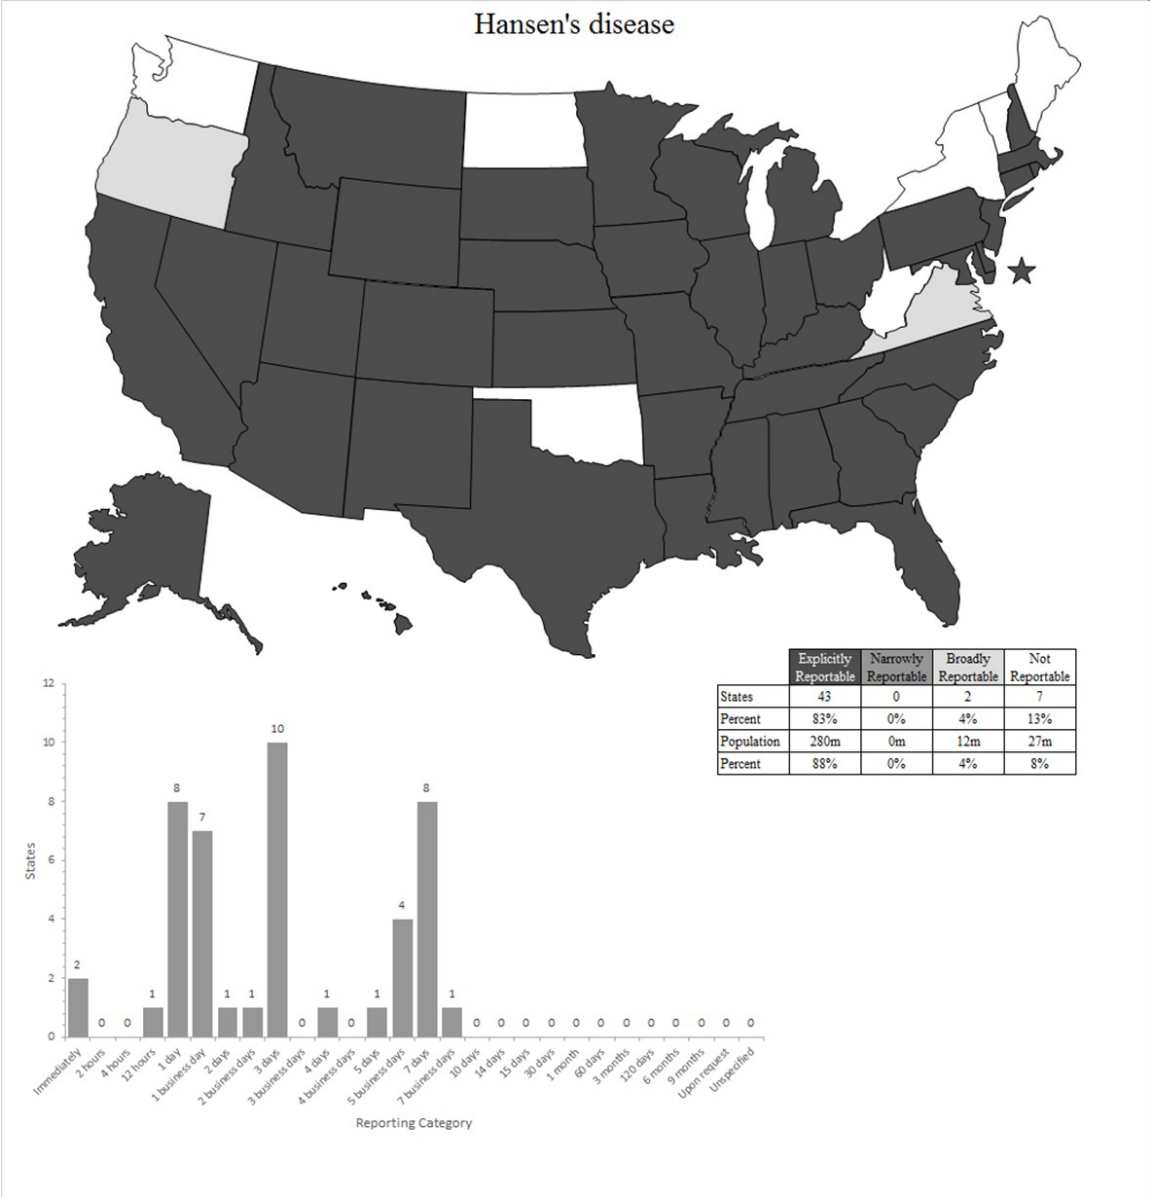 Hansen's disease
Explicitly Reportable Narrowly Reportable Broadly Reportable Not Reportable
States 43 0 2 7
Percent 83% 0% 4% 13%
Population 280m 0m 12m 27m
Percent 88% 0% 4% 8%
12
10
8
6
4
2
0
States
2 0 0 1 8 7 1 1 10 0 1 0 1 4 8 1 0 0 0 0 0 0 0 0 0 0 0 0
Immediately
2 hours
4 hours
12 hours
1 day
1 business day
2 days
2 business days
3 days
3 business days
4 days
4 business days
5 days
5 business days
7 days
7 business days
10 days
14 days
15 days
30 days
1 month
60 days
3 months
120 days
6 months
9 months
Upon request
Unspecified
Reporting Category